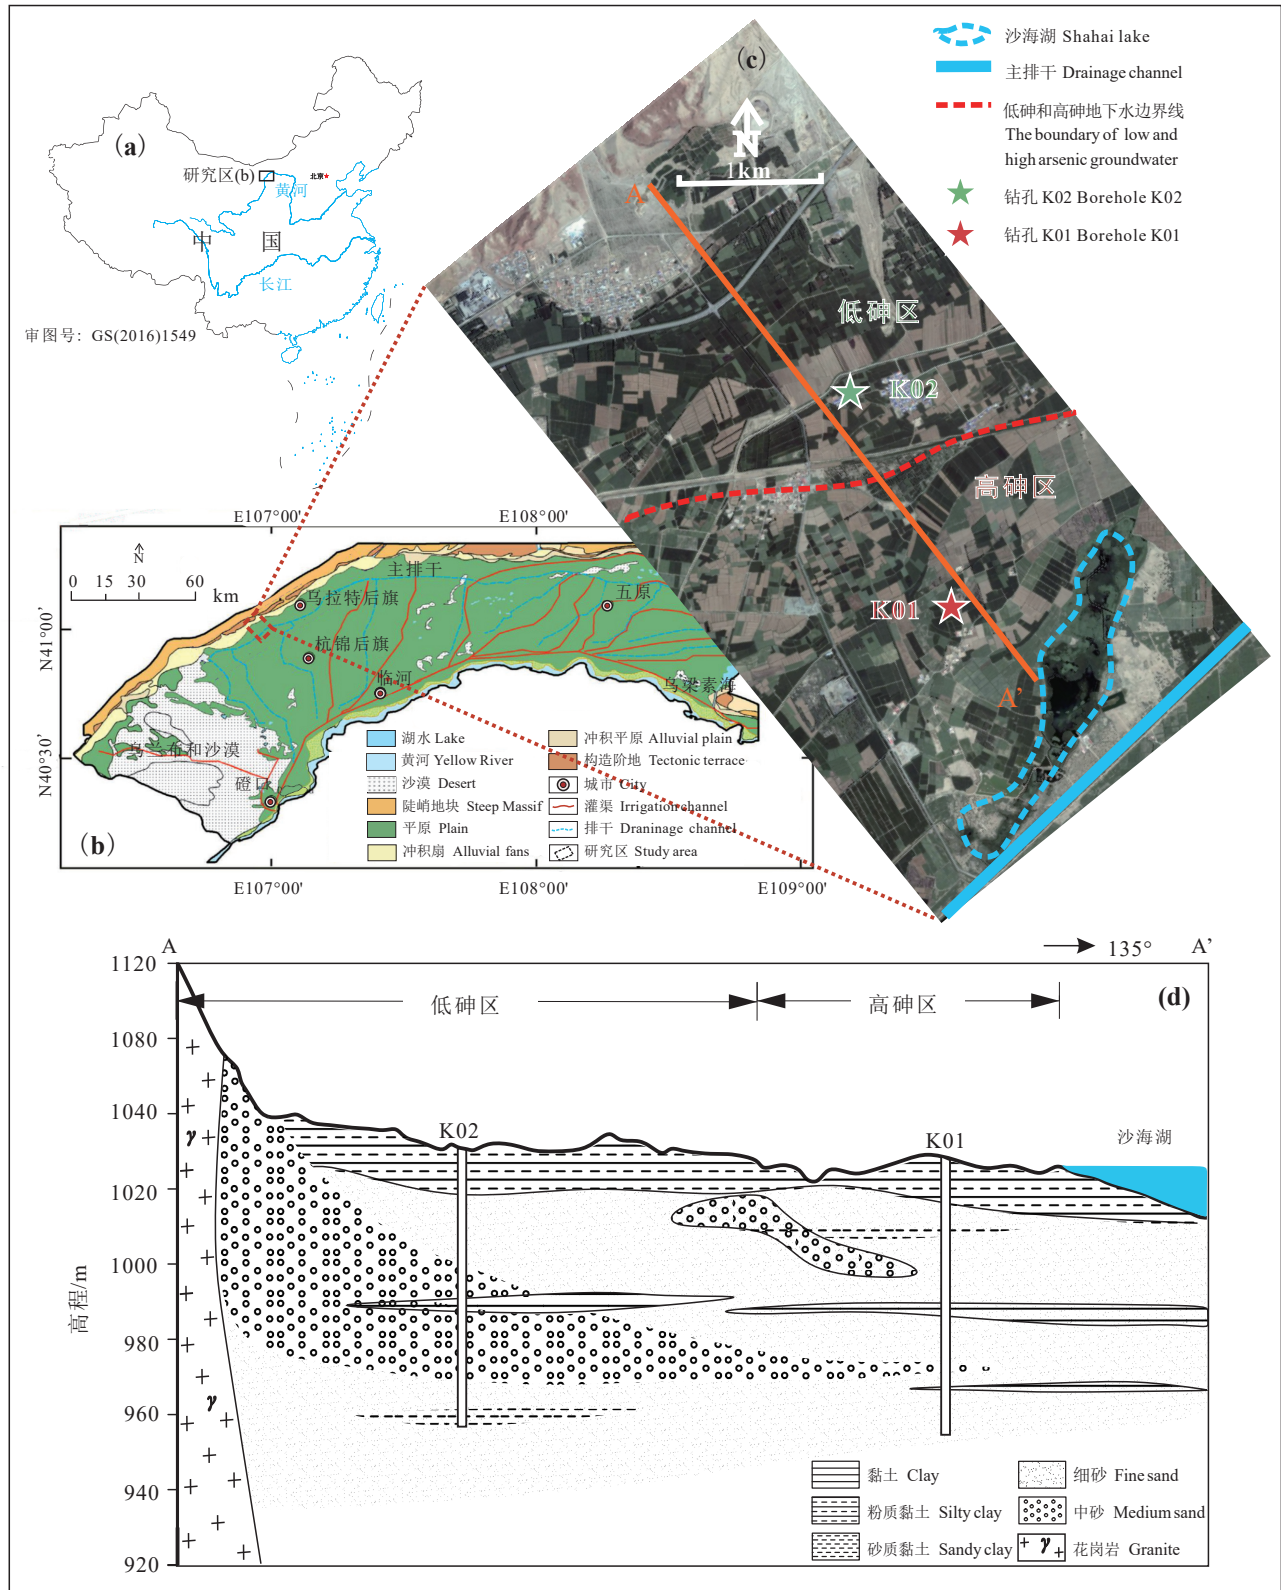 (a)
研究区(b)
北京
黄河
中 国
长江
审图号: GS(2016)1549
(c)
N
1km
A
低砷区
K02
高砷区
K01
A'
沙海湖 Shahai lake
主排干 Drainage channel
低砷和高砷地下水边界线
The boundary of low and
high arsenic groundwater
钻孔 K02 Borehole K02
钻孔 K01 Borehole K01
E107°00' E108°00'
N
0 15 30 60
km
N41°00'
N40°30'
主排干
乌拉特后旗
五原
杭锦后旗
临河
乌梁素海
乌兰布和沙漠
磴口
(b)
湖水 Lake
黄河 Yellow River
沙漠 Desert
陡峭地块 Steep Massif
平原 Plain
冲积扇 Alluvial fans
冲积平原 Alluvial plain
构造阶地 Tectonic terrace
城市 City
灌渠 Irrigation channel
排干 Draninage channel
研究区 Study area
E107°00' E108°00' E109°00'
A 135° A'
(d)
低砷区 高砷区
1120
1080
1040
1020
1000
980
960
940
920
高程/m
K02
K01
沙海湖
γ
γ
黏土 Clay
粉质黏土 Silty clay
砂质黏土 Sandy clay
细砂 Fine sand
中砂 Medium sand
γ 花岗岩 Granite